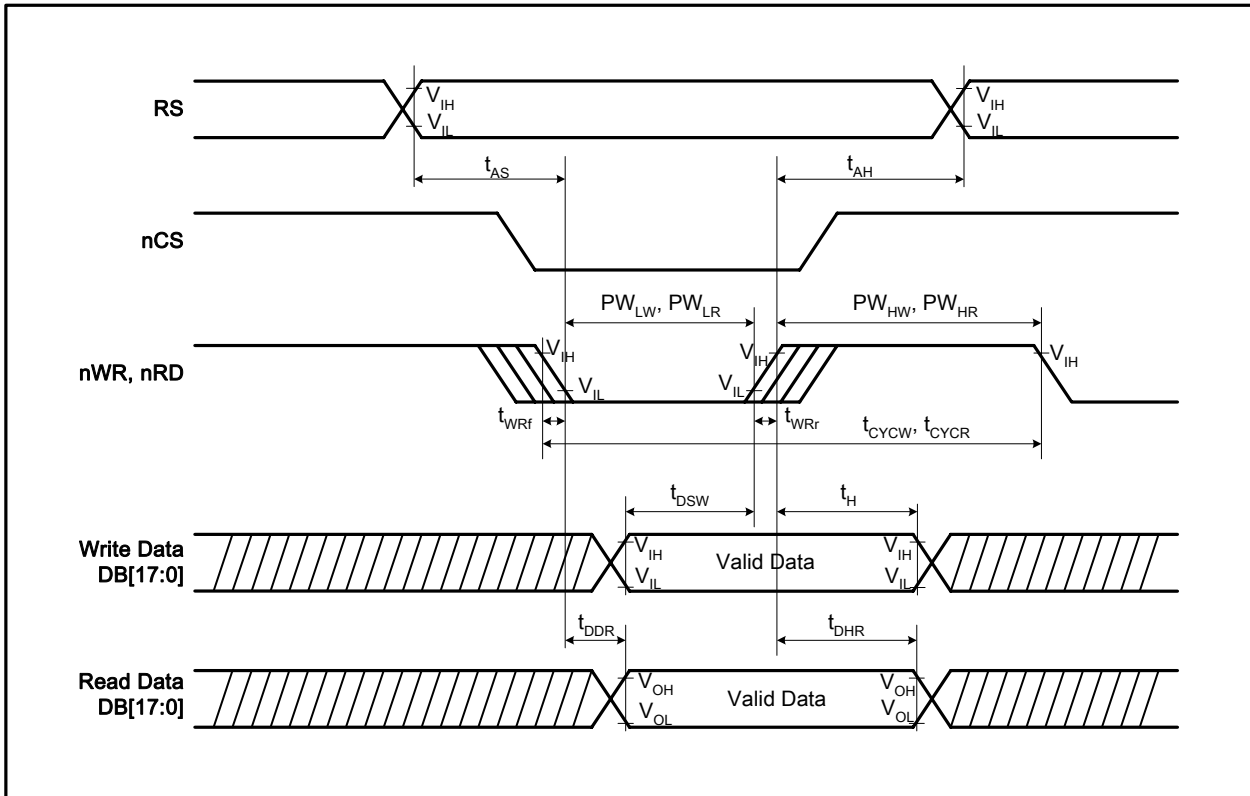 RS
V_IH
V_IL
V_IH
V_IL
t_AS
t_AH
nCS
PW_LW, PW_LR
PW_HW, PW_HR
nWR, nRD
V_IH
V_IL
V_IH
V_IL
V_IH
t_WRf
t_WRr
t_CYCW, t_CYCR
t_DSW
t_H
Write Data
DB[17:0]
V_IH
V_IL
Valid Data
V_IH
V_IL
t_DDR
t_DHR
Read Data
DB[17:0]
V_OH
V_OL
Valid Data
V_OH
V_OL